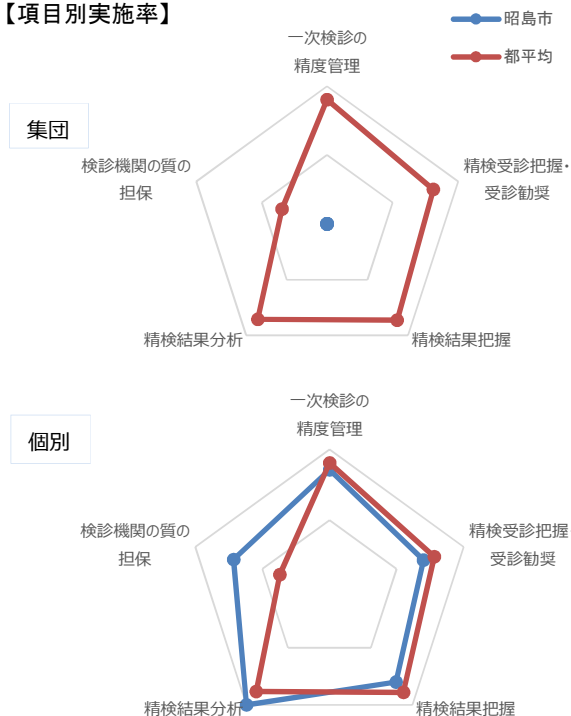 【項目別実施率】
昭島市
都平均
集団
一次検診の
精度管理
精検受診把握・
受診勧奨
精検結果把握
精検結果分析
検診機関の質の
担保
個別
一次検診の
精度管理
精検受診把握
受診勧奨
精検結果把握
精検結果分析
検診機関の質の
担保